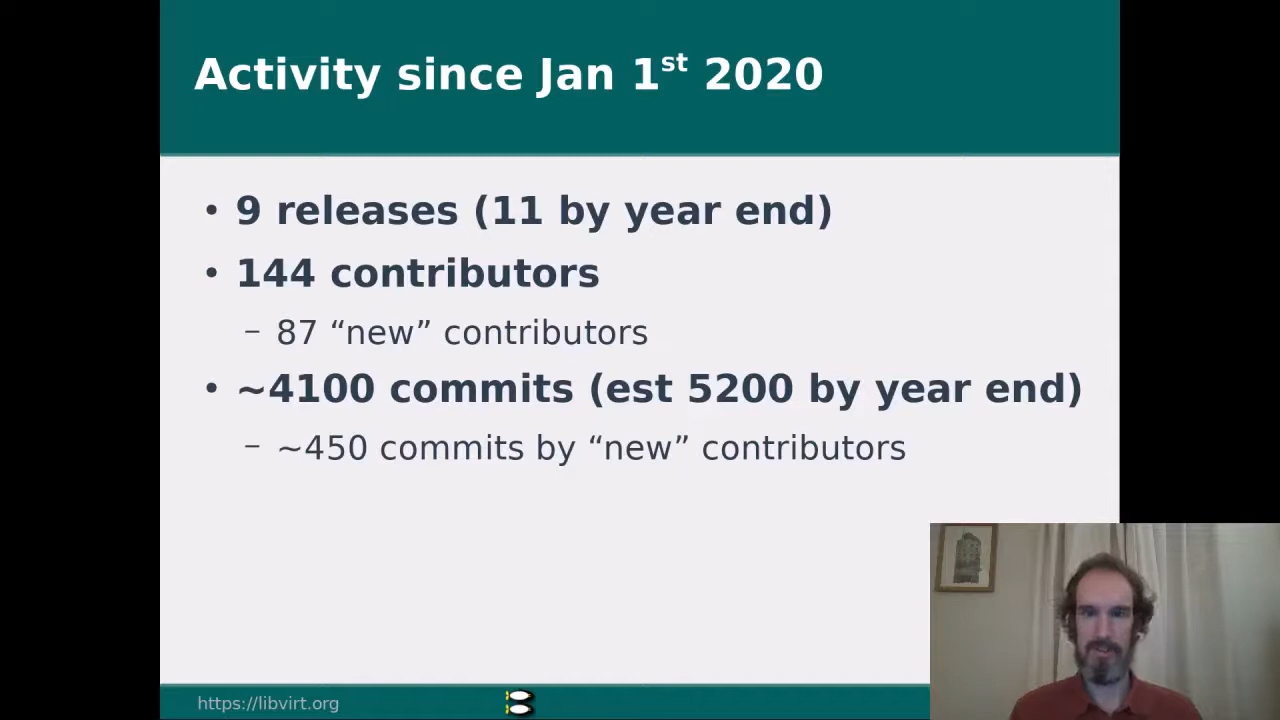 Activity since Jan 1st 2020
• 9 releases (11 by year end)
• 144 contributors
– 87 “new” contributors
• ~4100 commits (est 5200 by year end)
– ~450 commits by “new” contributors
https://libvirt.org